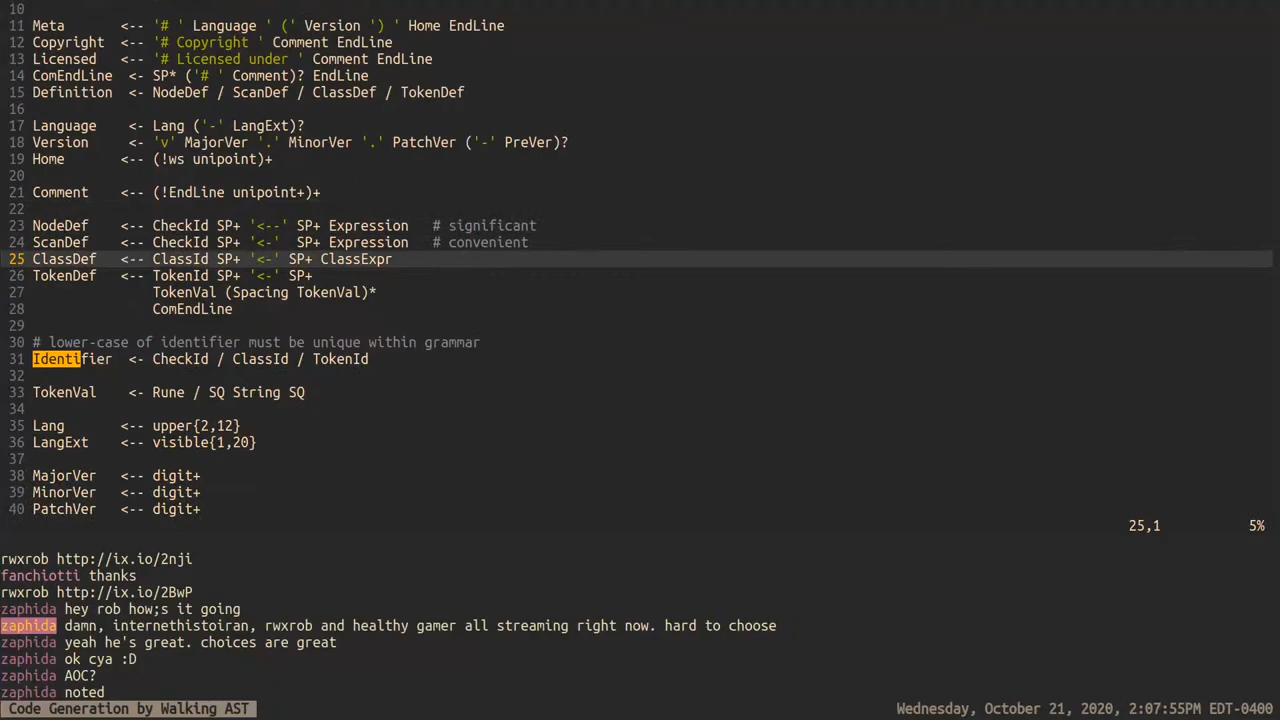 10
11 Meta       <-- '# ' Language ' (' Version ') ' Home EndLine
12 Copyright  <-- '# Copyright ' Comment EndLine
13 Licensed   <-- '# Licensed under ' Comment EndLine
14 ComEndLine <- SP* ('# ' Comment)? EndLine
15 Definition  <- NodeDef / ScanDef / ClassDef / TokenDef
16
17 Language    <- Lang ('-' LangExt)?
18 Version     <- 'v' MajorVer '.' MinorVer '.' PatchVer ('-' PreVer)?
19 Home       <-- (!ws unipoint)+
20
21 Comment    <-- (!EndLine unipoint+)+
22
23 NodeDef    <-- CheckId SP+ '<--' SP+ Expression   # significant
24 ScanDef    <-- CheckId SP+ '<-'  SP+ Expression   # convenient
25 ClassDef   <-- ClassId SP+ '<-' SP+ ClassExpr
26 TokenDef   <-- TokenId SP+ '<-' SP+
27                TokenVal (Spacing TokenVal)*
28                ComEndLine
29
30 # lower-case of identifier must be unique within grammar
31 Identifier  <- CheckId / ClassId / TokenId
32
33 TokenVal    <- Rune / SQ String SQ
34
35 Lang       <-- upper{2,12}
36 LangExt    <-- visible{1,20}
37
38 MajorVer   <-- digit+
39 MinorVer   <-- digit+
40 PatchVer   <-- digit+
25,1 5%
rwxrob http://ix.io/2nji
fanchiotti thanks
rwxrob http://ix.io/2BwP
zaphida hey rob how;s it going
zaphida damn, internethistoiran, rwxrob and healthy gamer all streaming right now. hard to choose
zaphida yeah he's great. choices are great
zaphida ok cya :D
zaphida AOC?
zaphida noted
Code Generation by Walking AST Wednesday, October 21, 2020, 2:07:55PM EDT-0400